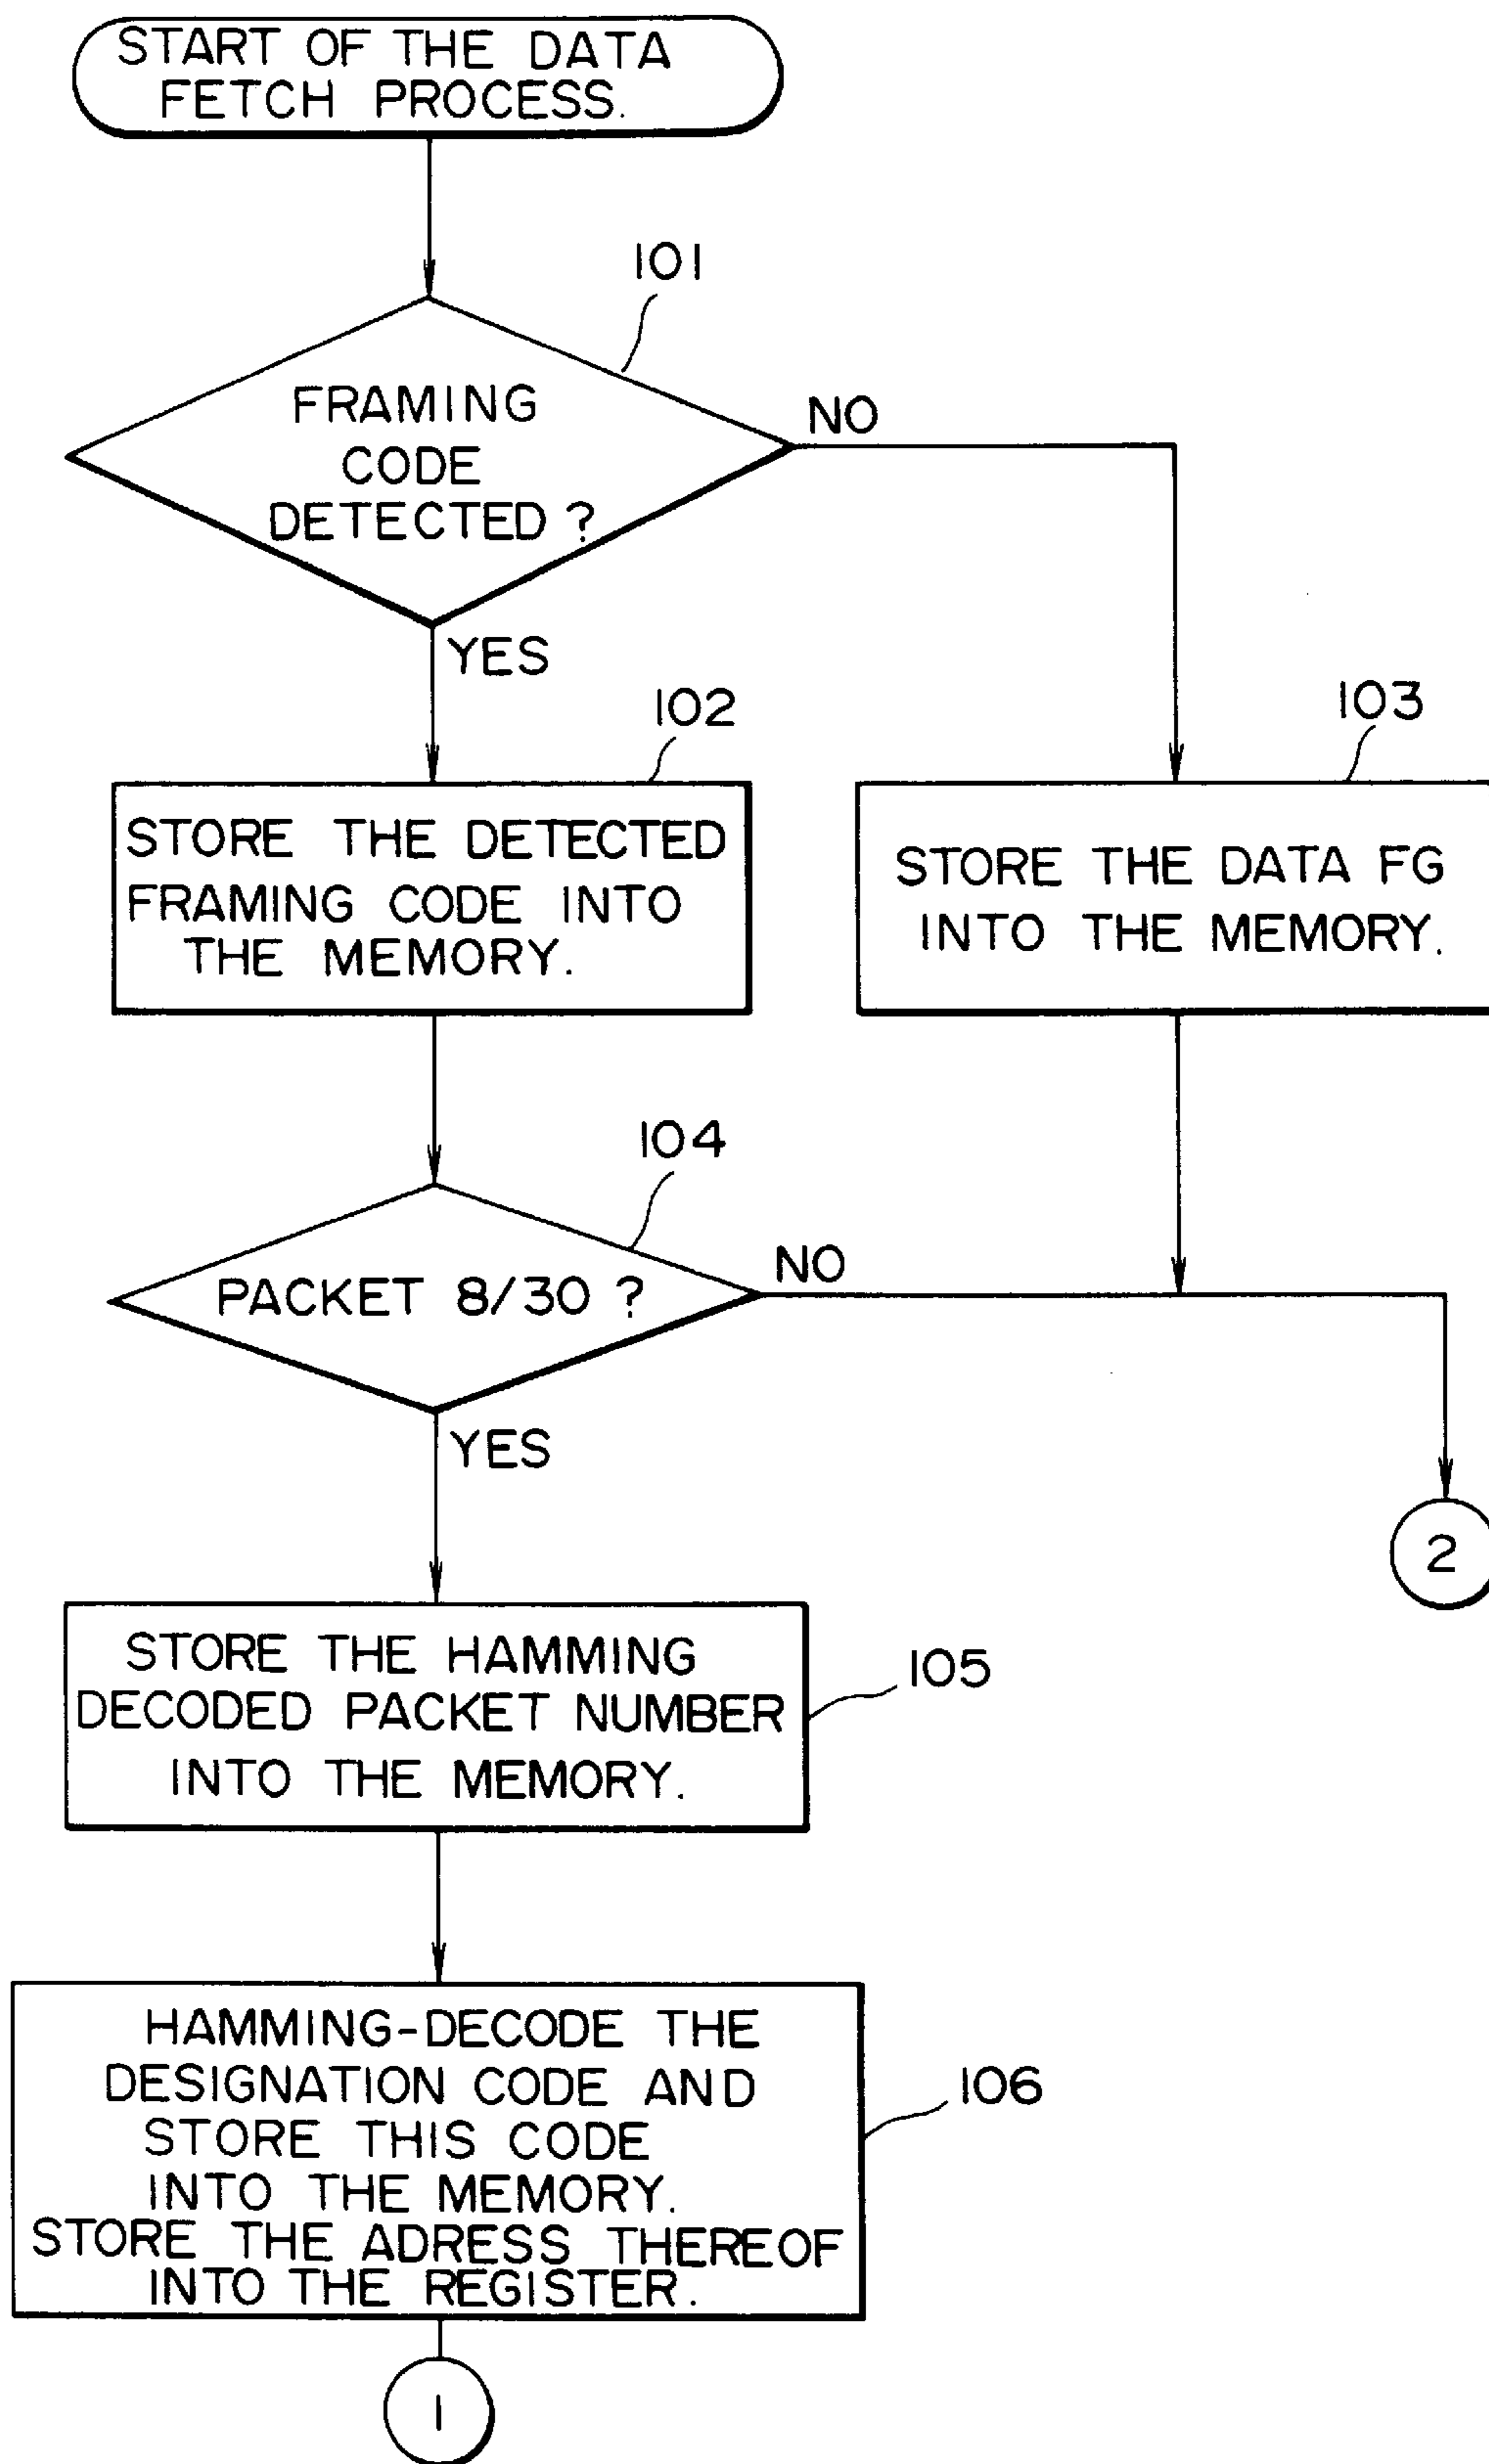 START OF THE DATA
FETCH PROCESS.
101
FRAMING
CODE
DETECTED ?
NO
YES
102
STORE THE DETECTED
FRAMING CODE INTO
THE MEMORY.
103
STORE THE DATA FG
INTO THE MEMORY.
104
PACKET 8/30 ?
NO
YES
2
STORE THE HAMMING
DECODED PACKET NUMBER
INTO THE MEMORY.
105
HAMMING-DECODE THE
DESIGNATION CODE AND
STORE THIS CODE
INTO THE MEMORY.
STORE THE ADRESS THEREOF
INTO THE REGISTER.
106
1